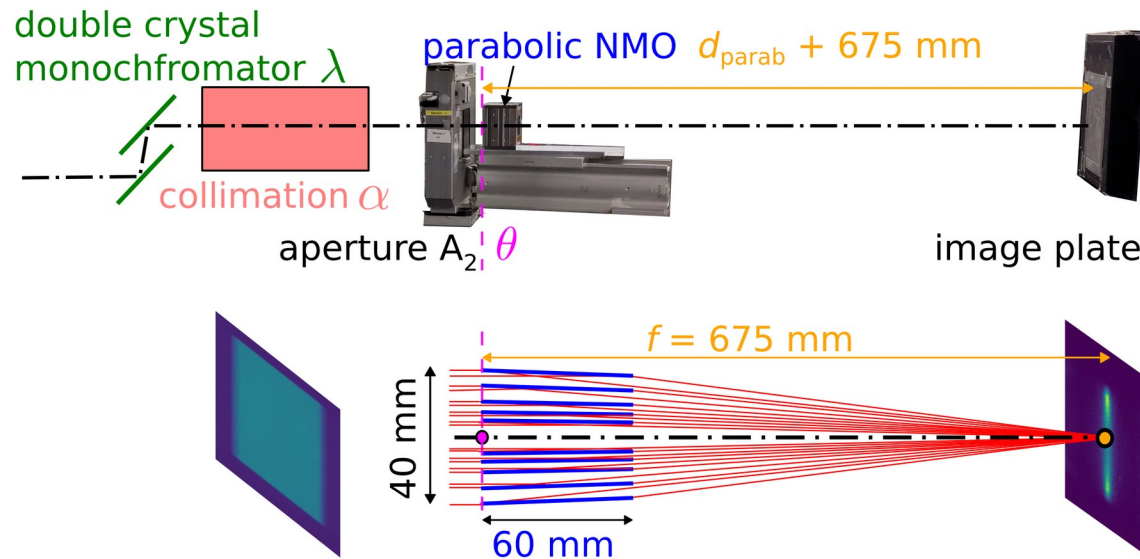 double crystal
monochfromator λ
parabolic NMO
d_parab + 675 mm
collimation α
aperture A₂
θ
image plate
f = 675 mm
40 mm
60 mm